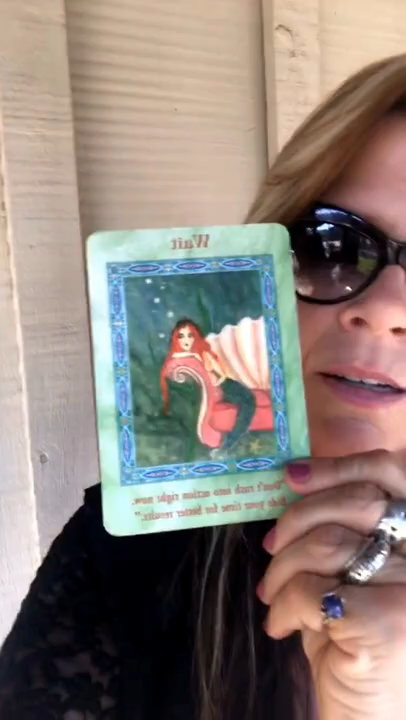 Wait
"Don't rush into action right now.
Bide your time for better results."